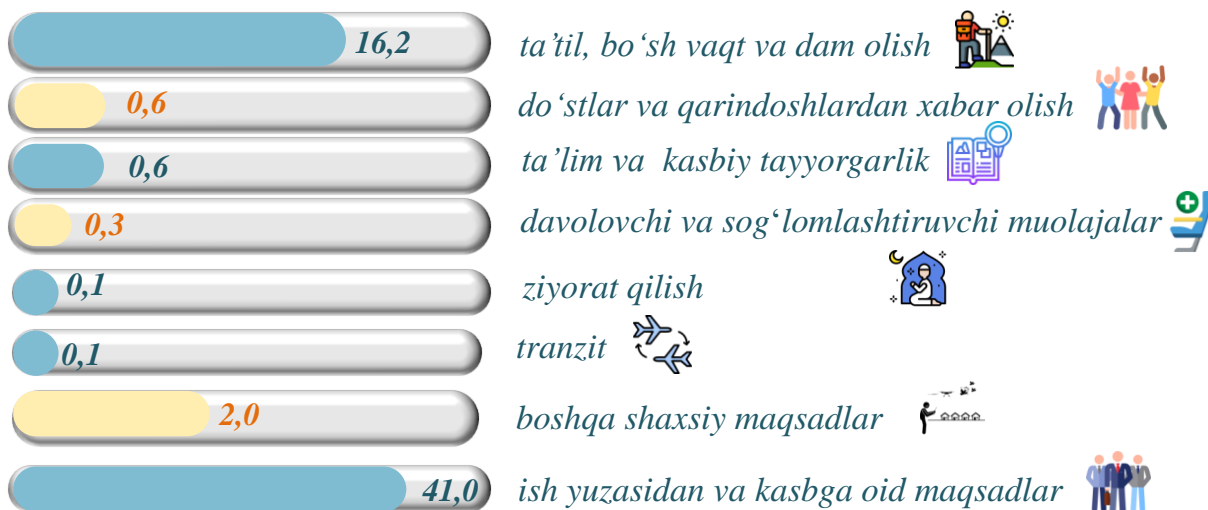 16,2 ta’til, bo‘sh vaqt va dam olish
0,6 do‘stlar va qarindoshlardan xabar olish
0,6 ta’lim va kasbiy tayyorgarlik
0,3 davolovchi va sog‘lomlashtiruvchi muolajalar
0,1 ziyorat qilish
0,1 tranzit
2,0 boshqa shaxsiy maqsadlar
41,0 ish yuzasidan va kasbga oid maqsadlar